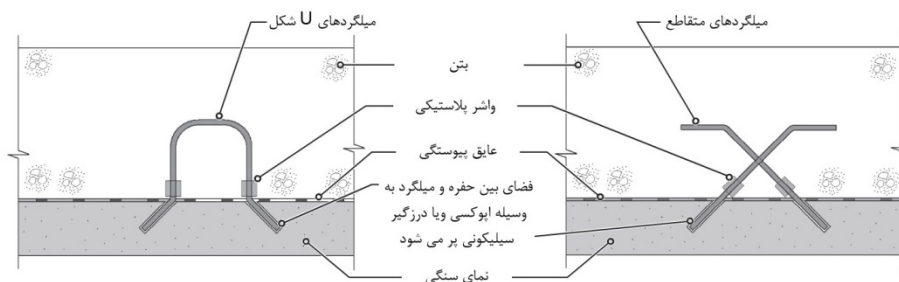 میلگردهای U شکل
میلگردهای متقاطع
بتن
واشر پلاستیکی
عایق پیوستگی
فضای بین حفره و میلگرد به
وسیله اپوکسی ویا درزگیر
سیلیکونی پر می شود
نمای سنگی